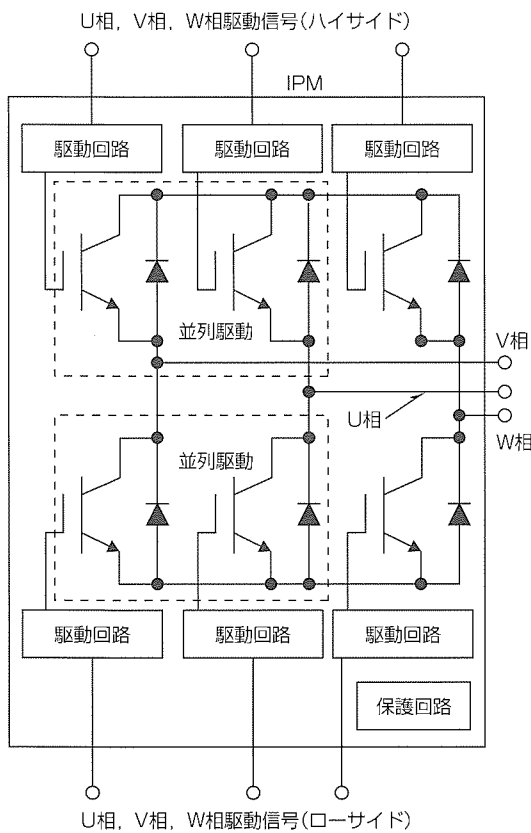 U相，V相，W相駆動信号(ハイサイド)
IPM
駆動回路
駆動回路
駆動回路
並列駆動
V相
U相
W相
並列駆動
駆動回路
駆動回路
駆動回路
保護回路
U相，V相，W相駆動信号(ローサイド)